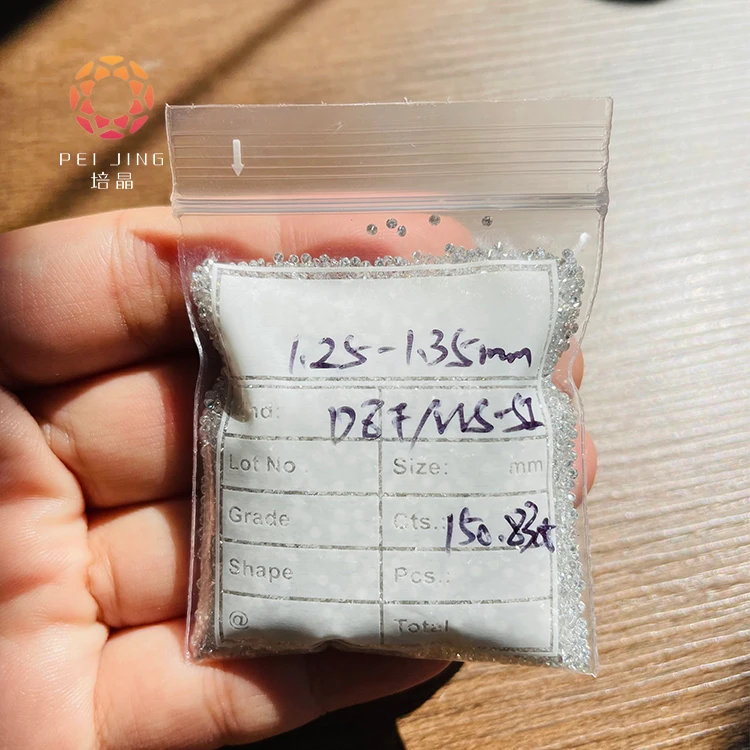 PEI JING
培晶
1.25-1.35mm
DEF/VVS-SI
Lot No
Size: mm
Grade
Cts.: 150.83ct
Shape
Pcs.:
@
Total